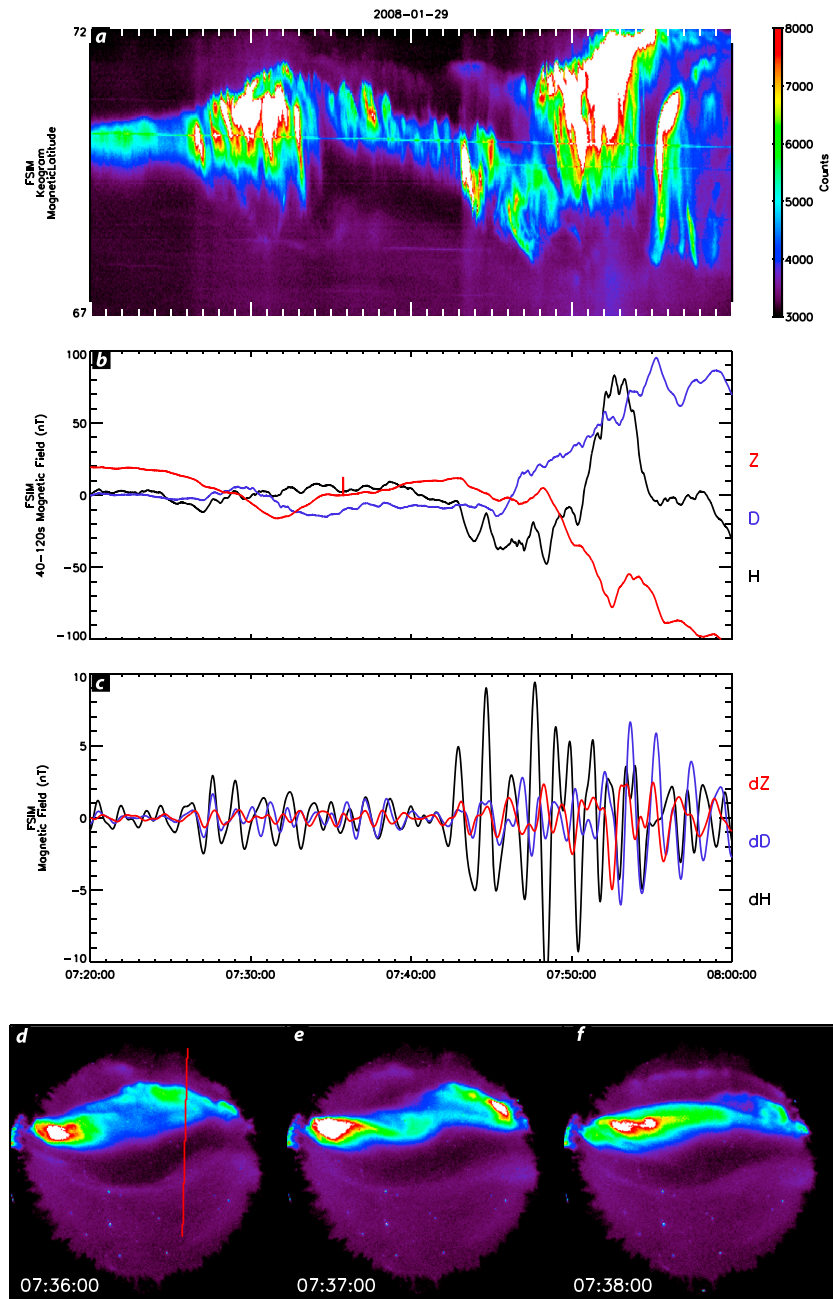 2008-01-29
a
72
67
FSIM
Keogram
MagneticLatitude
8000
7000
6000
5000
4000
3000
Counts
b
100
50
0
-50
-100
FSIM
40-120s Magnetic Field (nT)
Z
D
H
c
10
5
0
-5
-10
FSIM
Magnetic Field (nT)
dZ
dD
dH
07:20:00 07:30:00 07:40:00 07:50:00 08:00:00
d e f
07:36:00 07:37:00 07:38:00